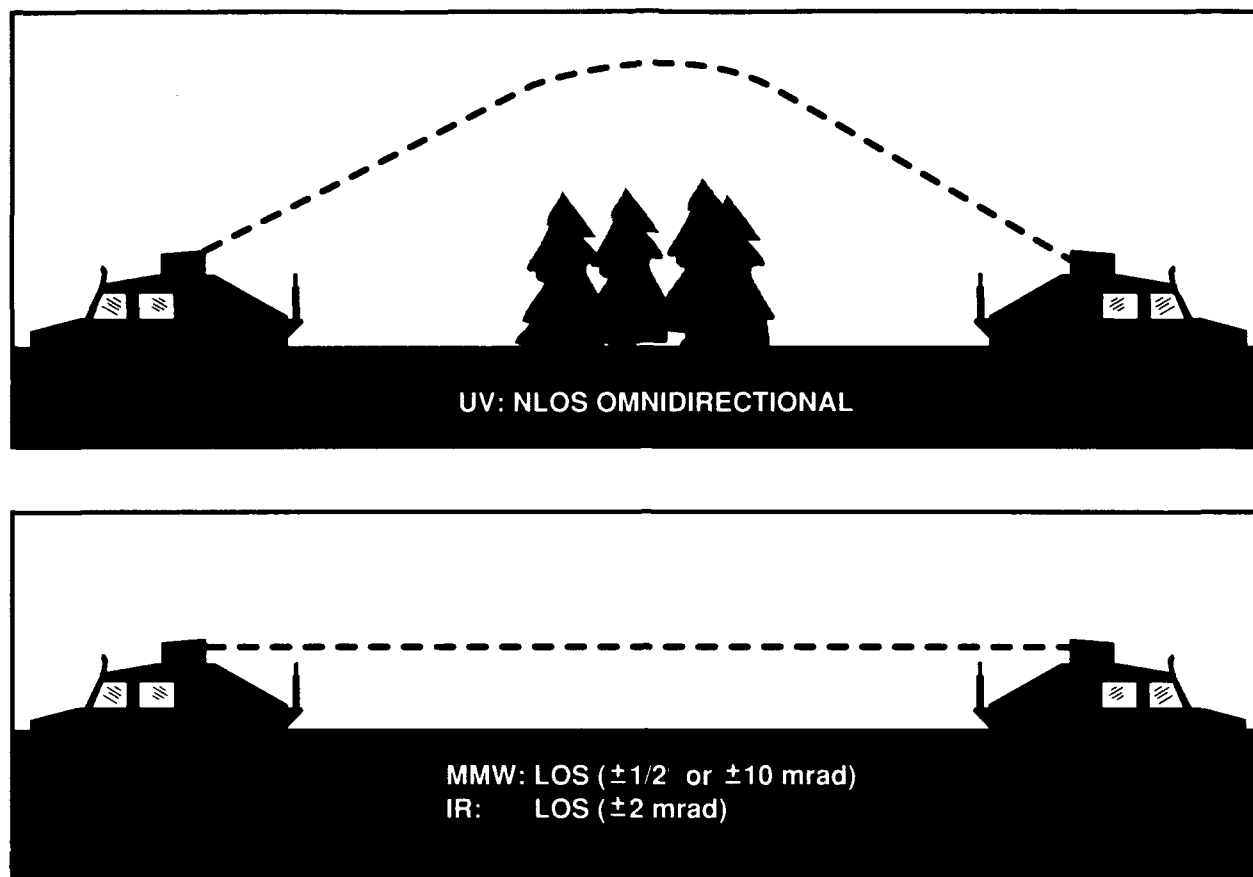 UV: NLOS OMNIDIRECTIONAL
MMW: LOS (±1/2 or ±10 mrad)
IR: LOS (±2 mrad)